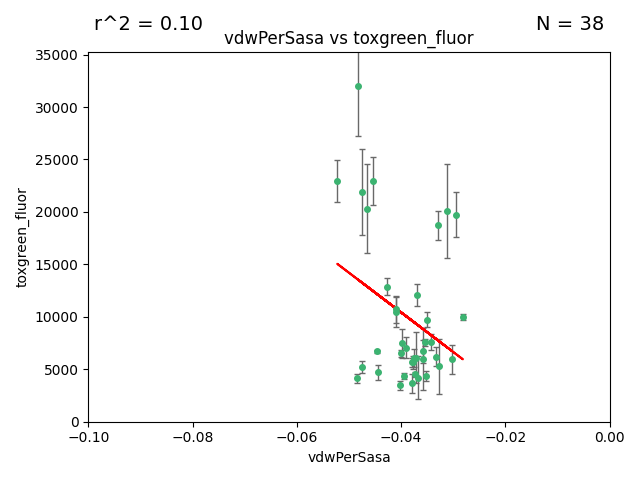 r^2 = 0.10
N = 38
vdwPerSasa vs toxgreen_fluor
35000
30000
25000
20000
15000
10000
5000
0
toxgreen_fluor
−0.10
−0.08
−0.06
−0.04
−0.02
0.00
vdwPerSasa